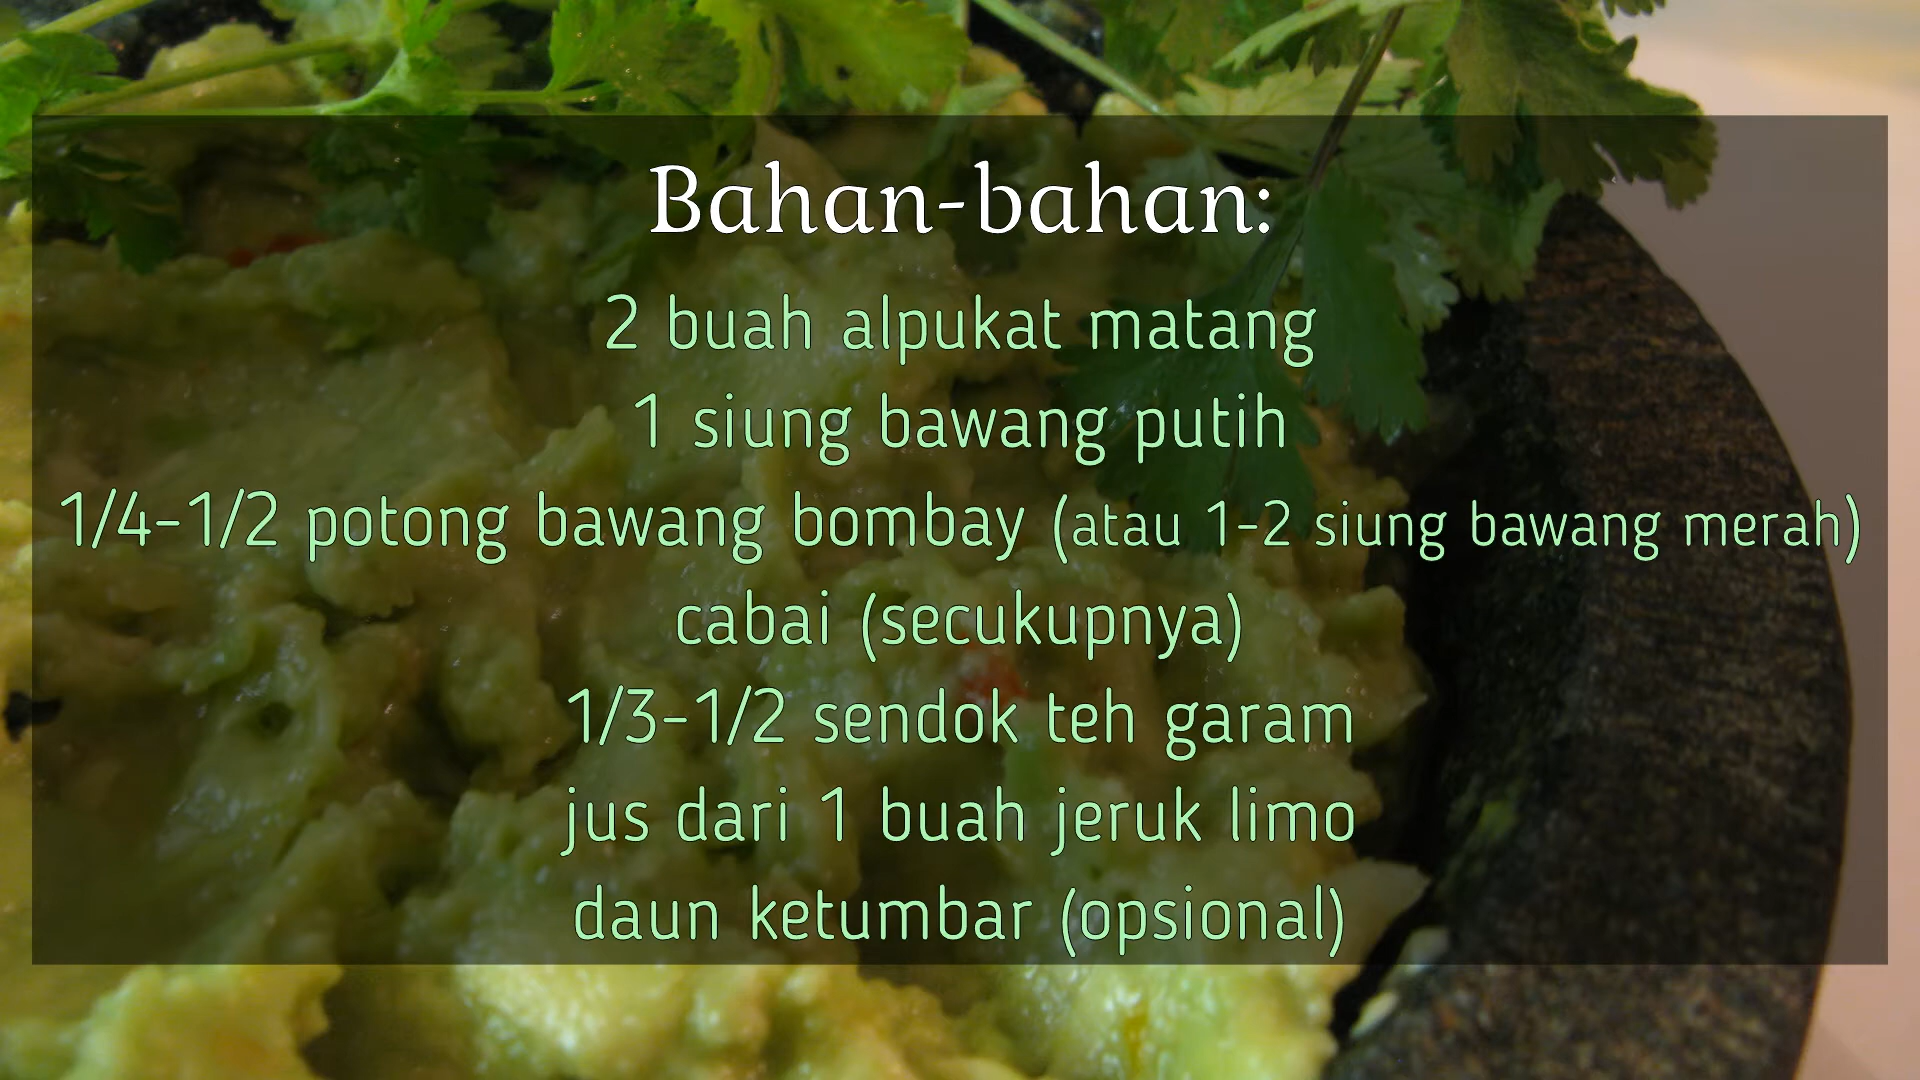 Bahan-bahan:
2 buah alpukat matang
1 siung bawang putih
1/4-1/2 potong bawang bombay (atau 1-2 siung bawang merah)
cabai (secukupnya)
1/3-1/2 sendok teh garam
jus dari 1 buah jeruk limo
daun ketumbar (opsional)